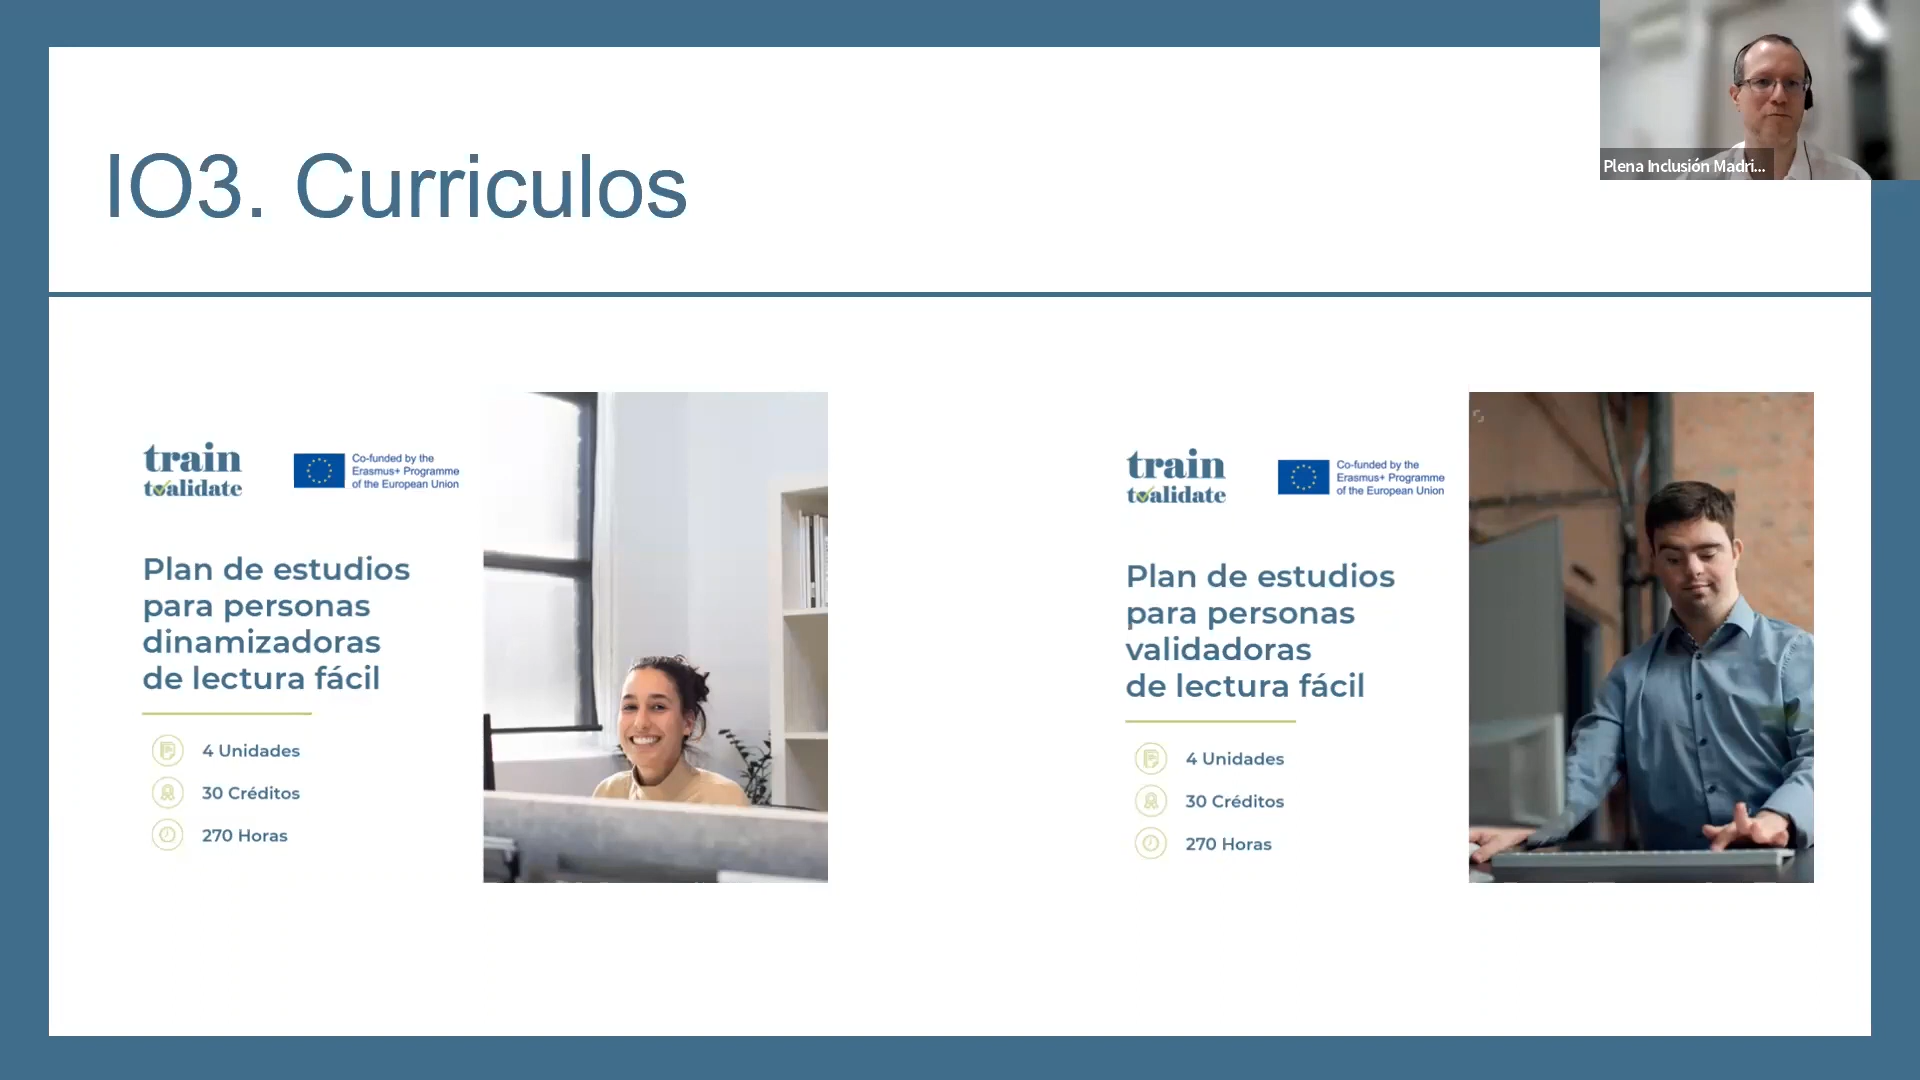 IO3. Curriculos
Plena Inclusión Madri...
train
tovalidate
Co-funded by the
Erasmus+ Programme
of the European Union
Plan de estudios
para personas
dinamizadoras
de lectura fácil
4 Unidades
30 Créditos
270 Horas
train
tovalidate
Co-funded by the
Erasmus+ Programme
of the European Union
Plan de estudios
para personas
validadoras
de lectura fácil
4 Unidades
30 Créditos
270 Horas